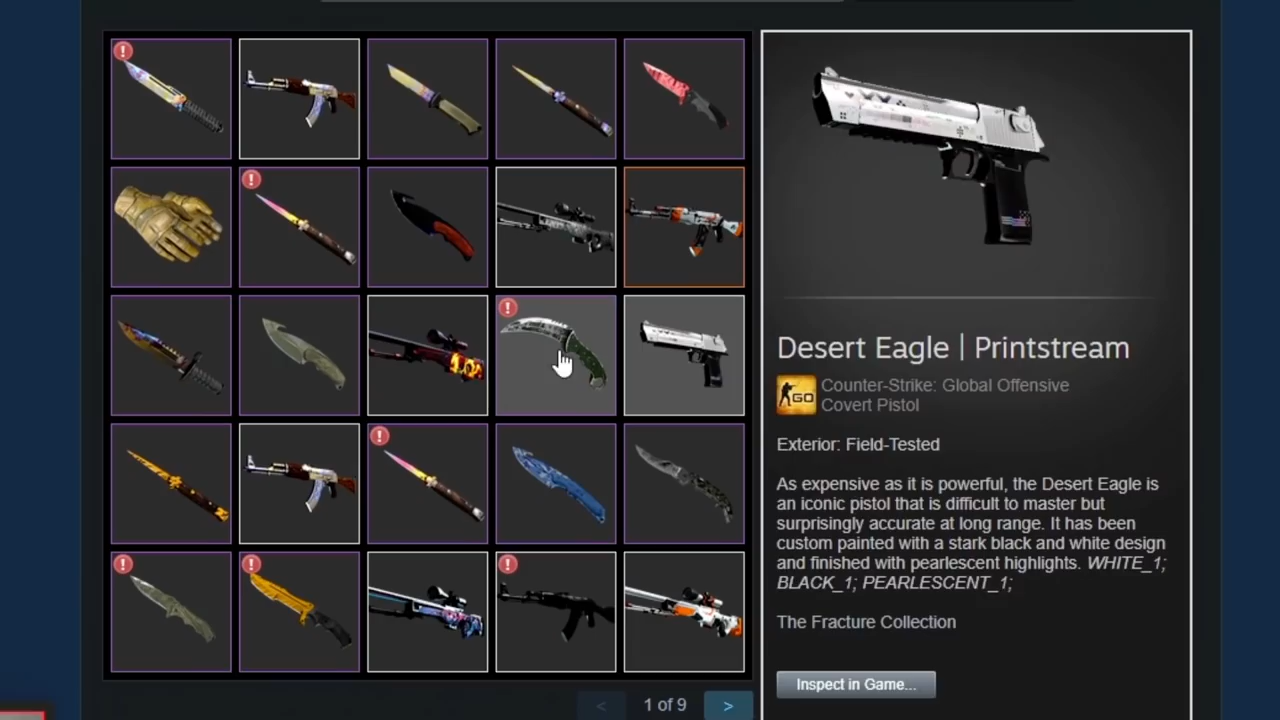 Desert Eagle | Printstream
GO
Counter-Strike: Global Offensive
Covert Pistol
Exterior: Field-Tested
As expensive as it is powerful, the Desert Eagle is
an iconic pistol that is difficult to master but
surprisingly accurate at long range. It has been
custom painted with a stark black and white design
and finished with pearlescent highlights. WHITE_1;
BLACK_1; PEARLESCENT_1;
The Fracture Collection
Inspect in Game...
< 1 of 9 >